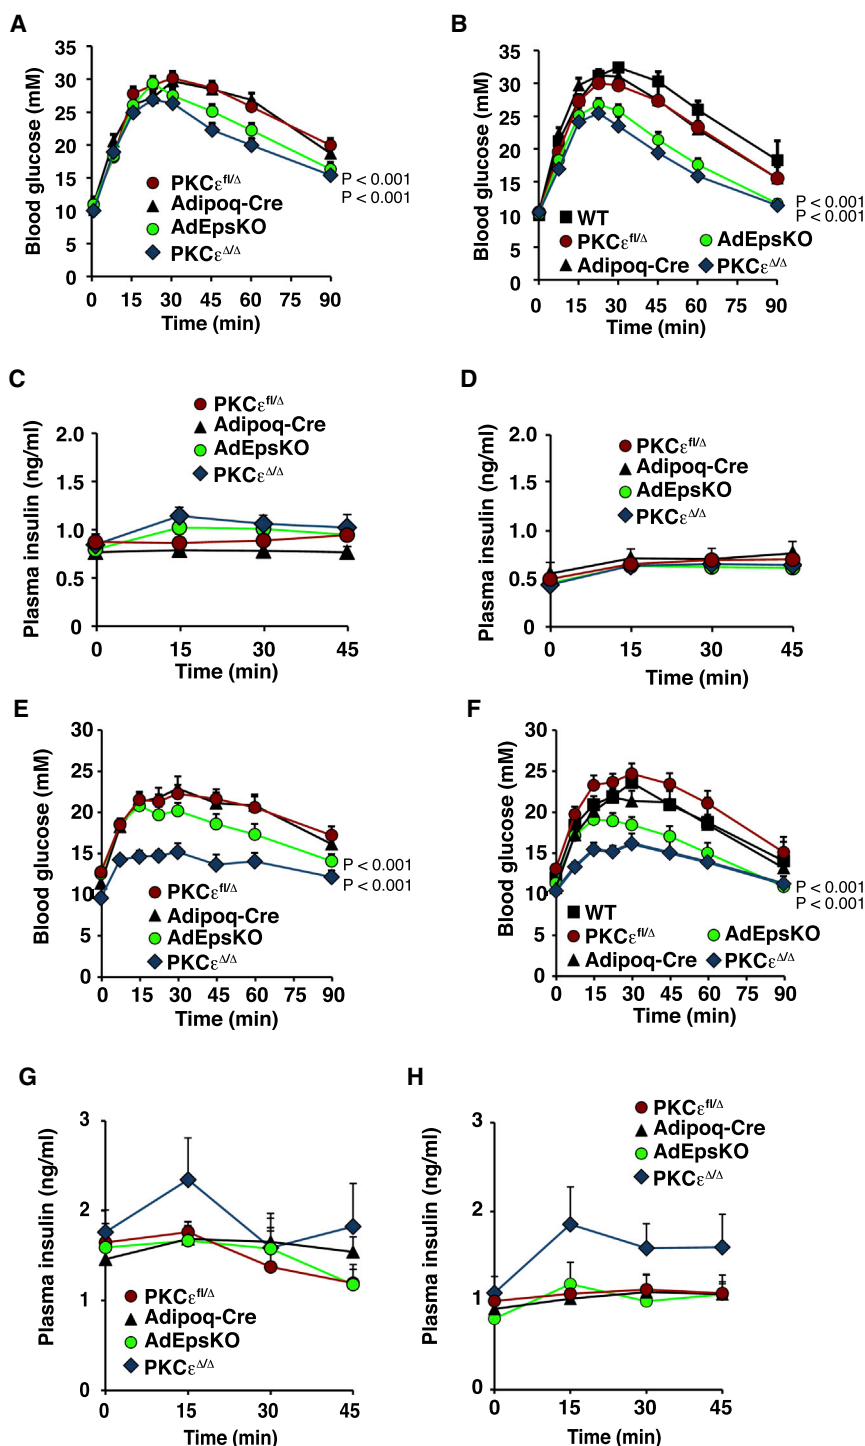 A
Blood glucose (mM)
35
30
25
20
15
10
5
0
PKCε^fl/Δ
Adipoq-Cre
AdEpsKO
PKCε^Δ/Δ
P < 0.001
P < 0.001
0 15 30 45 60 75 90
Time (min)
B
Blood glucose (mM)
35
30
25
20
15
10
5
0
WT
PKCε^fl/Δ
Adipoq-Cre
AdEpsKO
PKCε^Δ/Δ
P < 0.001
P < 0.001
0 15 30 45 60 75 90
Time (min)
C
PKCε^fl/Δ
Adipoq-Cre
AdEpsKO
PKCε^Δ/Δ
Plasma insulin (ng/ml)
2.0
1.5
1.0
0.5
0
0 15 30 45
Time (min)
D
PKCε^fl/Δ
Adipoq-Cre
AdEpsKO
PKCε^Δ/Δ
Plasma insulin (ng/ml)
2.0
1.5
1.0
0.5
0
0 15 30 45
Time (min)
E
Blood glucose (mM)
30
25
20
15
10
5
0
PKCε^fl/Δ
Adipoq-Cre
AdEpsKO
PKCε^Δ/Δ
P < 0.001
P < 0.001
0 15 30 45 60 75 90
Time (min)
F
Blood glucose (mM)
30
25
20
15
10
5
0
WT
PKCε^fl/Δ
Adipoq-Cre
AdEpsKO
PKCε^Δ/Δ
P < 0.001
P < 0.001
0 15 30 45 60 75 90
Time (min)
G
Plasma insulin (ng/ml)
3
2
1
0
PKCε^fl/Δ
Adipoq-Cre
AdEpsKO
PKCε^Δ/Δ
0 15 30 45
Time (min)
H
PKCε^fl/Δ
Adipoq-Cre
AdEpsKO
PKCε^Δ/Δ
Plasma insulin (ng/ml)
3
2
1
0
0 15 30 45
Time (min)